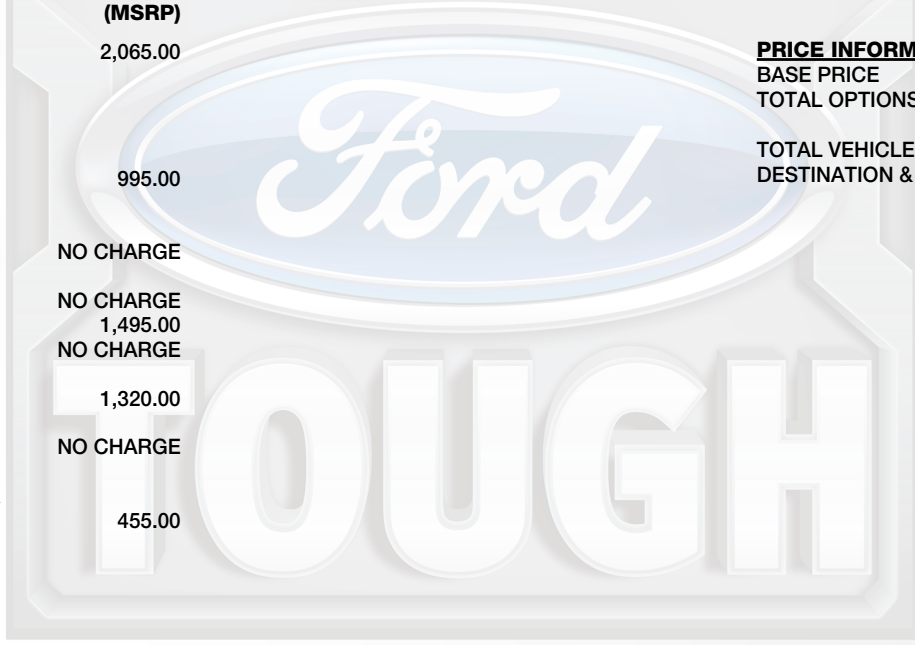 (MSRP)
2,065.00
995.00
NO CHARGE
NO CHARGE
1,495.00
NO CHARGE
1,320.00
NO CHARGE
455.00
PRICE INFORM
BASE PRICE
TOTAL OPTIONS
TOTAL VEHICLE
DESTINATION &
Ford
TOUGH